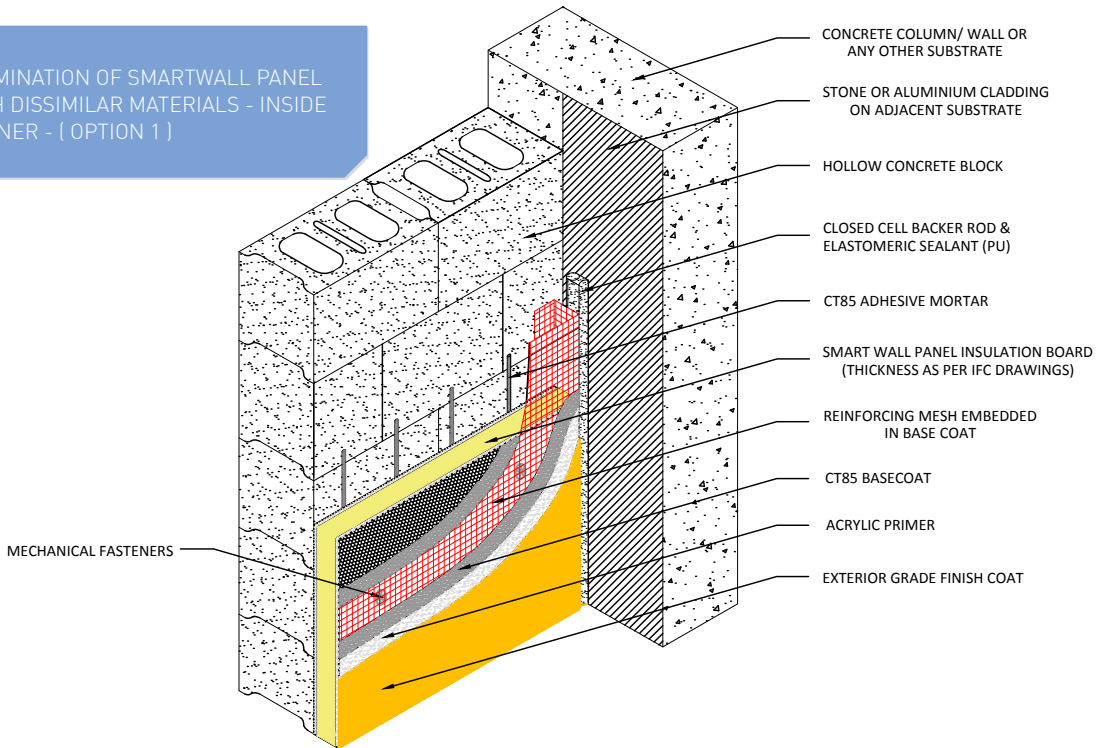 MINATION OF SMARTWALL PANEL
H DISSIMILAR MATERIALS - INSIDE
NER - ( OPTION 1 )
CONCRETE COLUMN/ WALL OR
ANY OTHER SUBSTRATE
STONE OR ALUMINIUM CLADDING
ON ADJACENT SUBSTRATE
HOLLOW CONCRETE BLOCK
CLOSED CELL BACKER ROD &
ELASTOMERIC SEALANT (PU)
CT85 ADHESIVE MORTAR
SMART WALL PANEL INSULATION BOARD
(THICKNESS AS PER IFC DRAWINGS)
REINFORCING MESH EMBEDDED
IN BASE COAT
CT85 BASECOAT
ACRYLIC PRIMER
MECHANICAL FASTENERS
EXTERIOR GRADE FINISH COAT